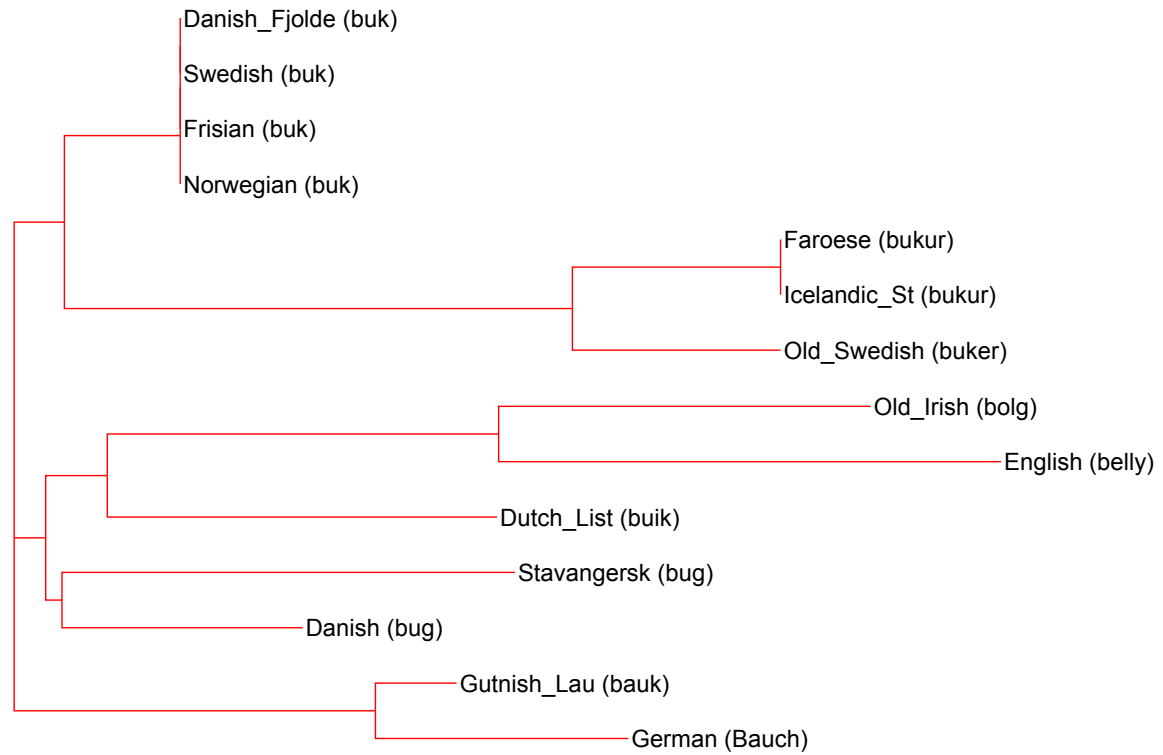 Danish_Fjolde (buk)
Swedish (buk)
Frisian (buk)
Norwegian (buk)
Faroese (bukur)
Icelandic_St (bukur)
Old_Swedish (buker)
Old_Irish (bolg)
English (belly)
Dutch_List (buik)
Stavangersk (bug)
Danish (bug)
Gutnish_Lau (bauk)
German (Bauch)